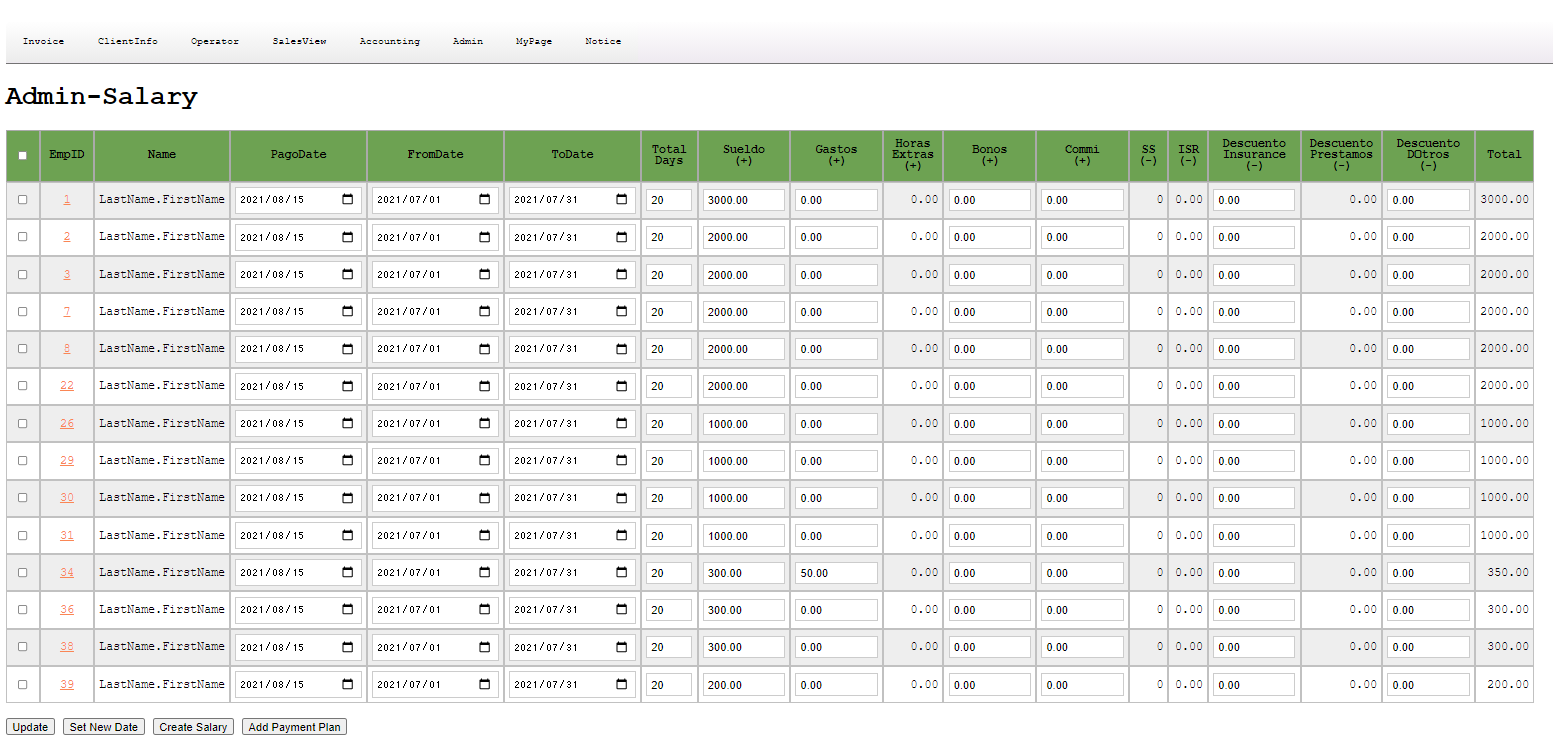 Invoice ClientInfo Operator SalesView Accounting Admin MyPage Notice
Admin-Salary
EmpID Name PagoDate FromDate ToDate Total Days Sueldo (+) Gastos (+) Horas Extras (+) Bonos (+) Commi (+) SS (-) ISR (-) Descuento Insurance (-) Descuento Prestamos (-) Descuento DOtros (-) Total
1 LastName.FirstName 2021/08/15 2021/07/01 2021/07/31 20 3000.00 0.00 0.00 0.00 0.00 0 0.00 0.00 0.00 0.00 3000.00
2 LastName.FirstName 2021/08/15 2021/07/01 2021/07/31 20 2000.00 0.00 0.00 0.00 0.00 0 0.00 0.00 0.00 0.00 2000.00
3 LastName.FirstName 2021/08/15 2021/07/01 2021/07/31 20 2000.00 0.00 0.00 0.00 0.00 0 0.00 0.00 0.00 0.00 2000.00
7 LastName.FirstName 2021/08/15 2021/07/01 2021/07/31 20 2000.00 0.00 0.00 0.00 0.00 0 0.00 0.00 0.00 0.00 2000.00
8 LastName.FirstName 2021/08/15 2021/07/01 2021/07/31 20 2000.00 0.00 0.00 0.00 0.00 0 0.00 0.00 0.00 0.00 2000.00
22 LastName.FirstName 2021/08/15 2021/07/01 2021/07/31 20 2000.00 0.00 0.00 0.00 0.00 0 0.00 0.00 0.00 0.00 2000.00
26 LastName.FirstName 2021/08/15 2021/07/01 2021/07/31 20 1000.00 0.00 0.00 0.00 0.00 0 0.00 0.00 0.00 0.00 1000.00
29 LastName.FirstName 2021/08/15 2021/07/01 2021/07/31 20 1000.00 0.00 0.00 0.00 0.00 0 0.00 0.00 0.00 0.00 1000.00
30 LastName.FirstName 2021/08/15 2021/07/01 2021/07/31 20 1000.00 0.00 0.00 0.00 0.00 0 0.00 0.00 0.00 0.00 1000.00
31 LastName.FirstName 2021/08/15 2021/07/01 2021/07/31 20 1000.00 0.00 0.00 0.00 0.00 0 0.00 0.00 0.00 0.00 1000.00
34 LastName.FirstName 2021/08/15 2021/07/01 2021/07/31 20 300.00 50.00 0.00 0.00 0.00 0 0.00 0.00 0.00 0.00 350.00
36 LastName.FirstName 2021/08/15 2021/07/01 2021/07/31 20 300.00 0.00 0.00 0.00 0.00 0 0.00 0.00 0.00 0.00 300.00
38 LastName.FirstName 2021/08/15 2021/07/01 2021/07/31 20 300.00 0.00 0.00 0.00 0.00 0 0.00 0.00 0.00 0.00 300.00
39 LastName.FirstName 2021/08/15 2021/07/01 2021/07/31 20 200.00 0.00 0.00 0.00 0.00 0 0.00 0.00 0.00 0.00 200.00
Update Set New Date Create Salary Add Payment Plan